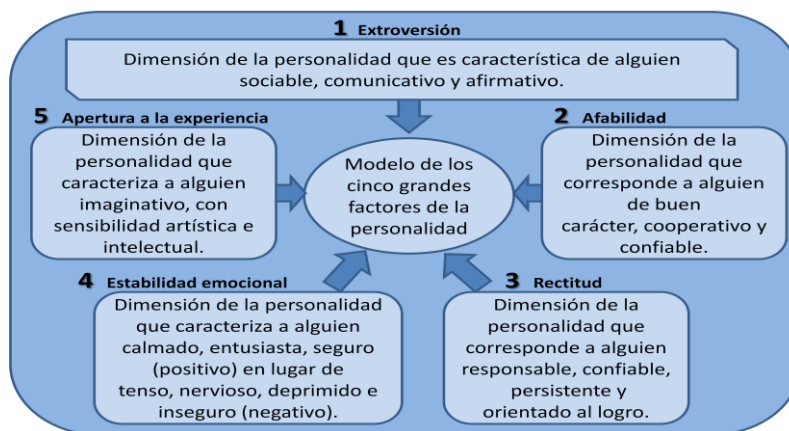 1 Extroversión
Dimensión de la personalidad que es característica de alguien
sociable, comunicativo y afirmativo.
5 Apertura a la experiencia
Dimensión de la
personalidad que
caracteriza a alguien
imaginativo, con
sensibilidad artística e
intelectual.
Modelo de los
cinco grandes
factores de la
personalidad
2 Afabilidad
Dimensión de la
personalidad que
corresponde a alguien
de buen
carácter, cooperativo y
confiable.
4 Estabilidad emocional
Dimensión de la personalidad
que caracteriza a alguien
calmado, entusiasta, seguro
(positivo) en lugar de
tenso, nervioso, deprimido e
inseguro (negativo).
3 Rectitud
Dimensión de la
personalidad que
corresponde a alguien
responsable, confiable,
persistente y
orientado al logro.